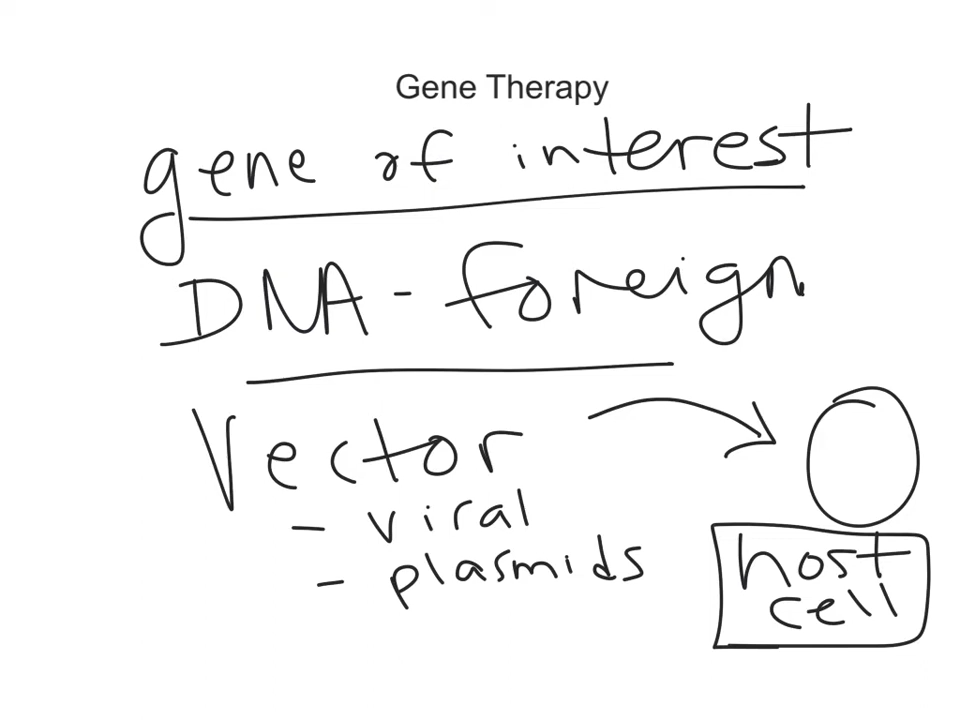 Gene Therapy
gene of interest
DNA - foreign
Vector
- viral
- plasmids
host
cell